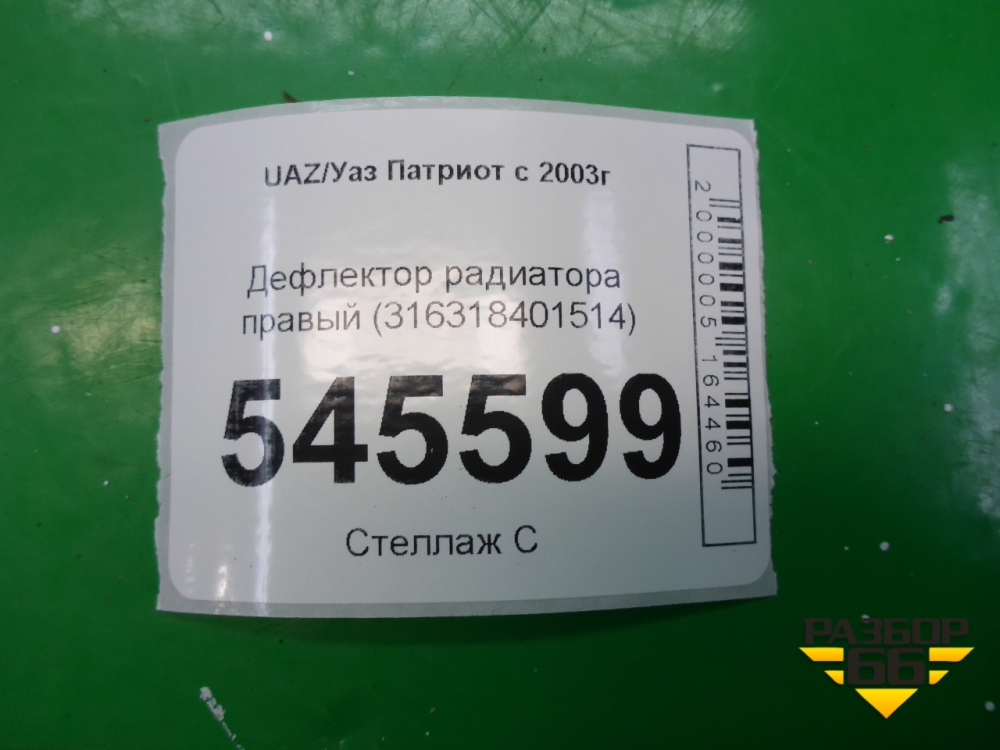 UAZ/Уаз Патриот с 2003г
Дефлектор радиатора
правый (316318401514)
545599
Стеллаж С
2000005164460
РАЗБОР
66